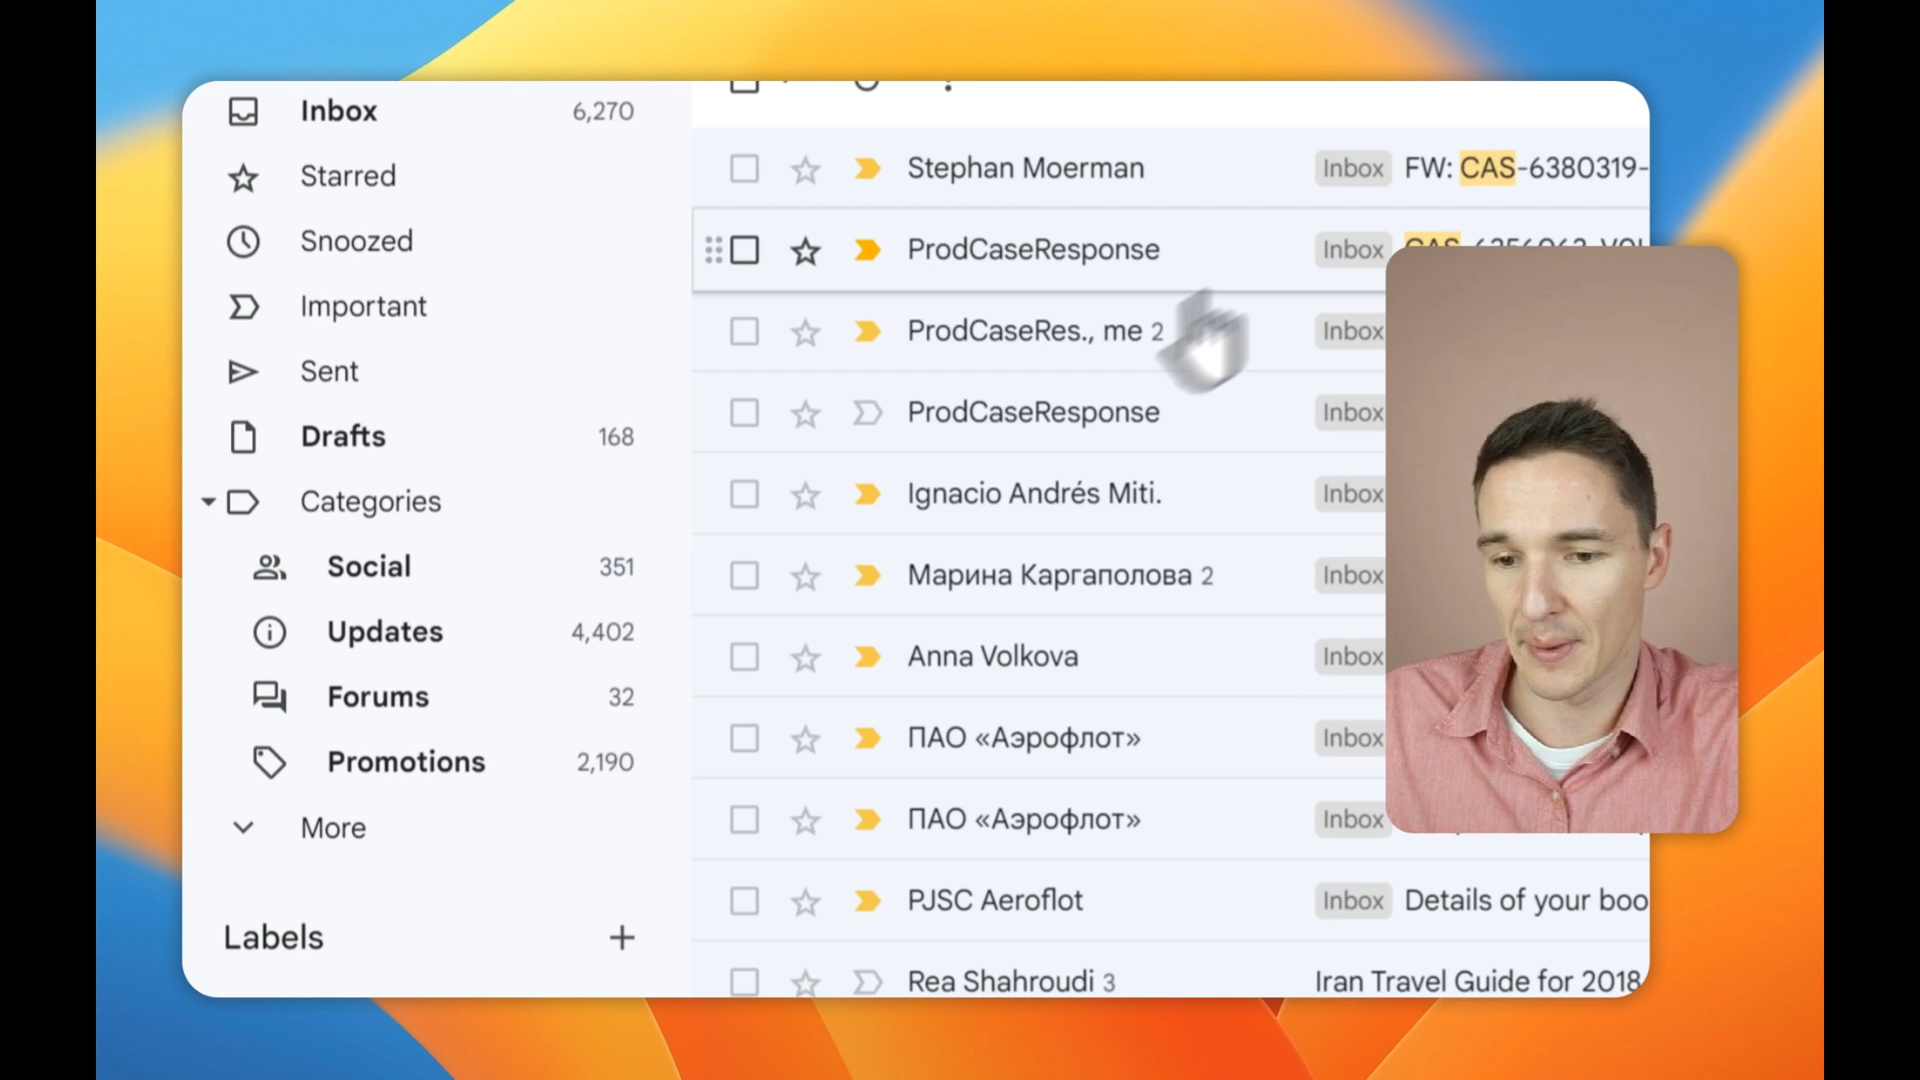 Inbox 6,270
Starred
Snoozed
Important
Sent
Drafts 168
Categories
Social 351
Updates 4,402
Forums 32
Promotions 2,190
More
Labels
Stephan Moerman Inbox FW: CAS-6380319-
ProdCaseResponse Inbox
ProdCaseRes., me 2 Inbox
ProdCaseResponse Inbox
Ignacio Andrés Miti. Inbox
Марина Каргаполова 2 Inbox
Anna Volkova Inbox
ПАО «Аэрофлот» Inbox
ПАО «Аэрофлот» Inbox
PJSC Aeroflot Inbox Details of your boo
Rea Shahroudi 3 Iran Travel Guide for 2018